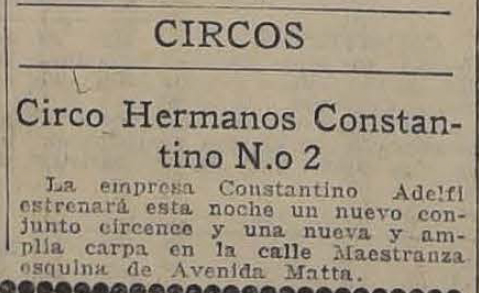 CIRCOS
Circo Hermanos Constan-
tino N.o 2
La empresa Constantino Adelfi
estrenará esta noche un nuevo con-
junto circence y una nueva y am-
plia carpa en la calle Maestranza
esquina de Avenida Matta.